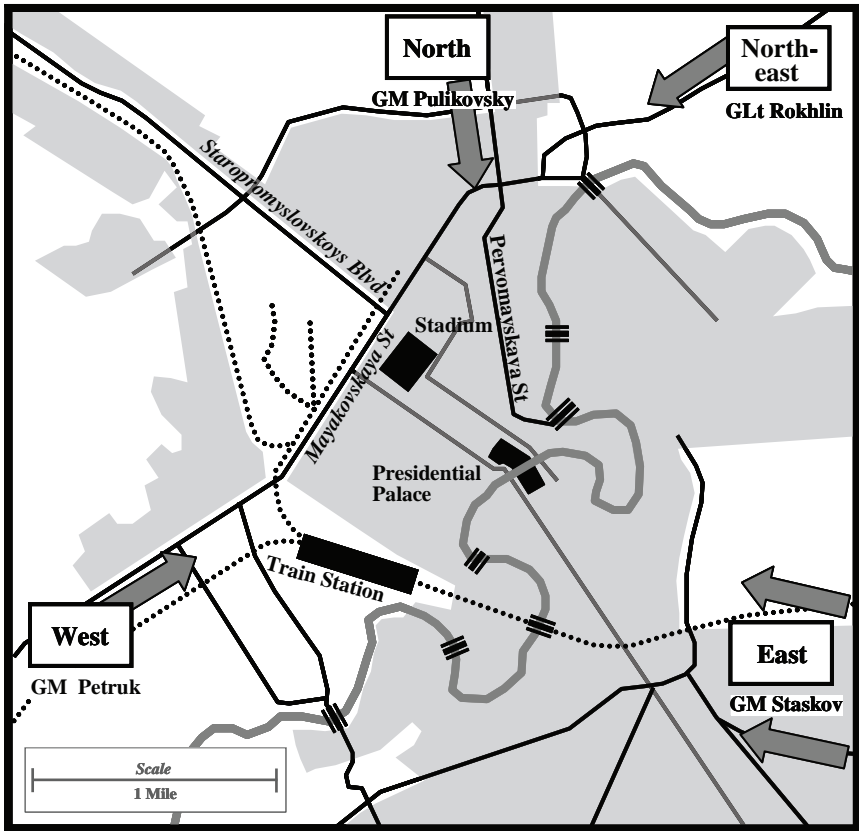 North
North-
east
GM Pulikovsky
GLt Rokhlin
Staropromyslovskoys Blvd
Pervomayskaya St
Stadium
Mayakovskaya St
Presidential
Palace
Train Station
West
East
GM Petruk
GM Staskov
Scale
1 Mile